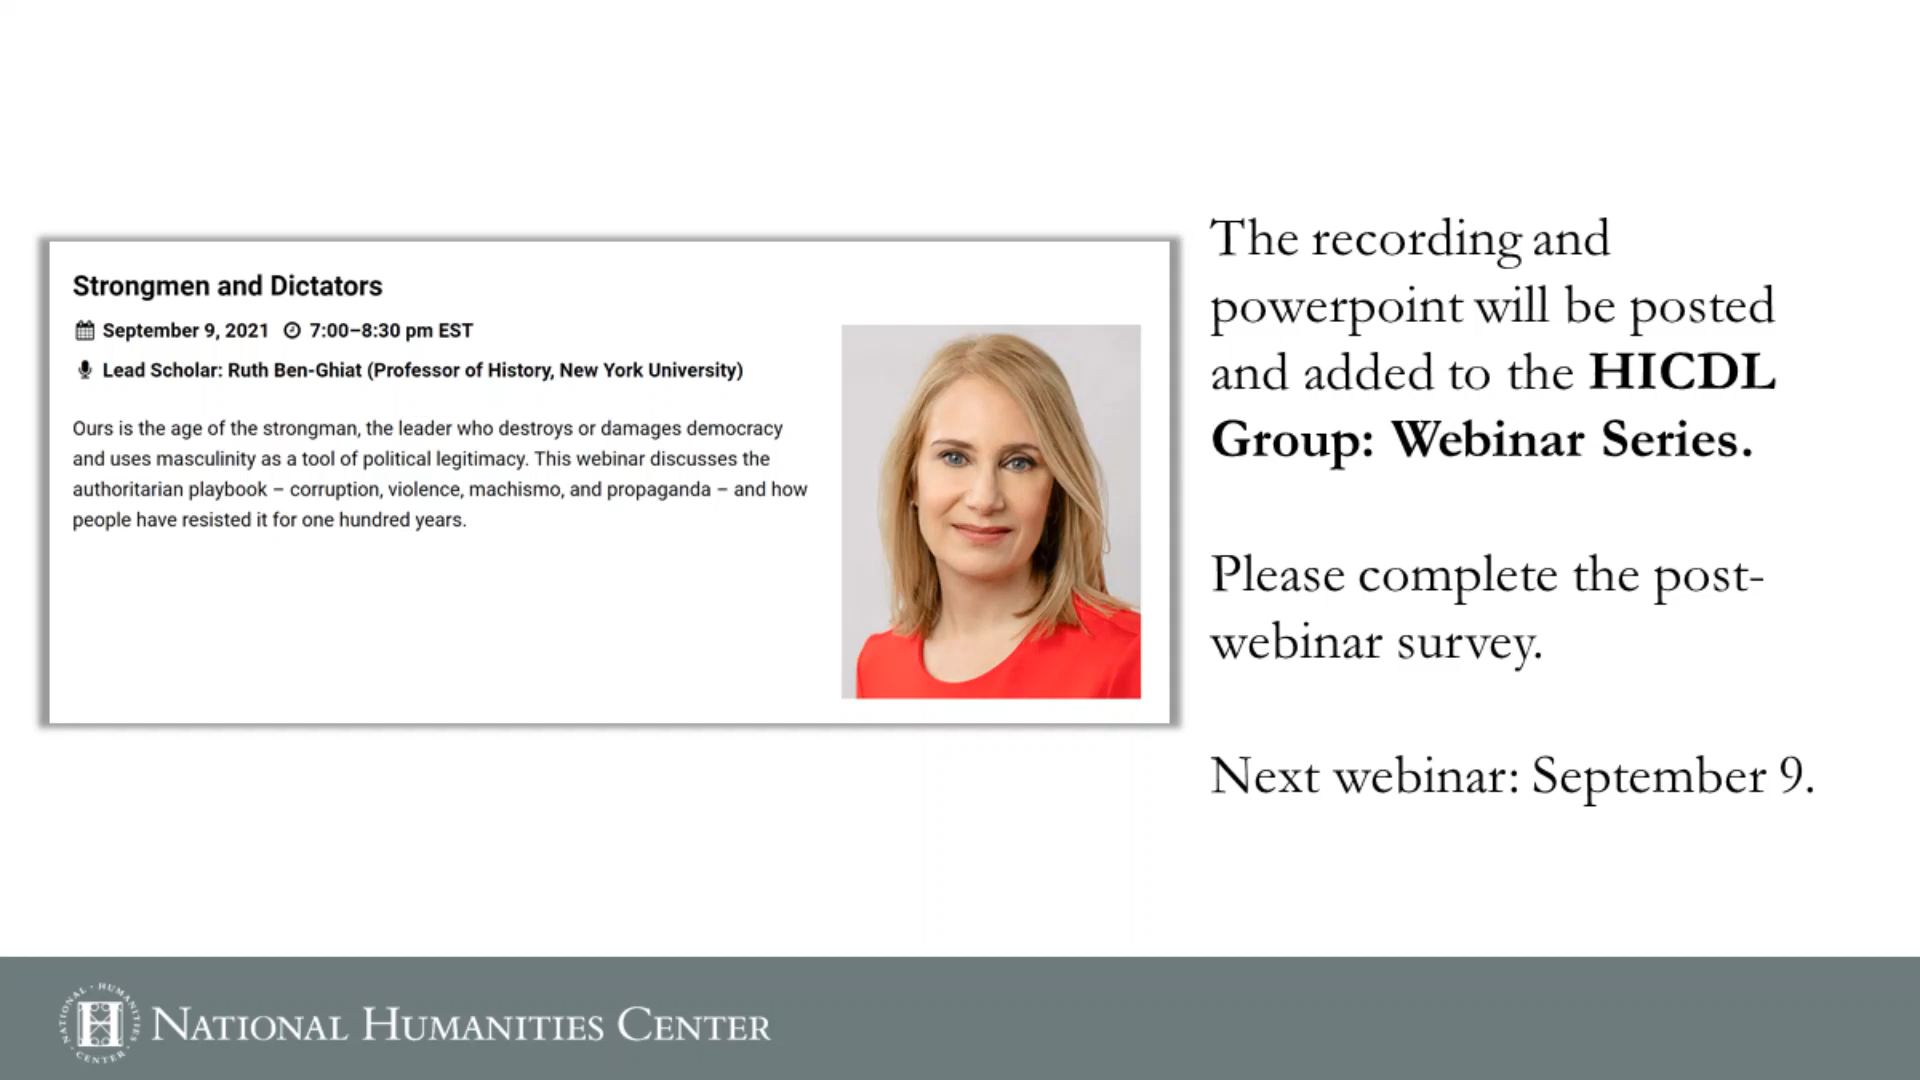 Strongmen and Dictators
September 9, 2021 7:00–8:30 pm EST
Lead Scholar: Ruth Ben-Ghiat (Professor of History, New York University)
Ours is the age of the strongman, the leader who destroys or damages democracy
and uses masculinity as a tool of political legitimacy. This webinar discusses the
authoritarian playbook – corruption, violence, machismo, and propaganda – and how
people have resisted it for one hundred years.
The recording and
powerpoint will be posted
and added to the HICDL
Group: Webinar Series.
Please complete the post-
webinar survey.
Next webinar: September 9.
NATIONAL · HUMANITIES · CENTER
NATIONAL HUMANITIES CENTER